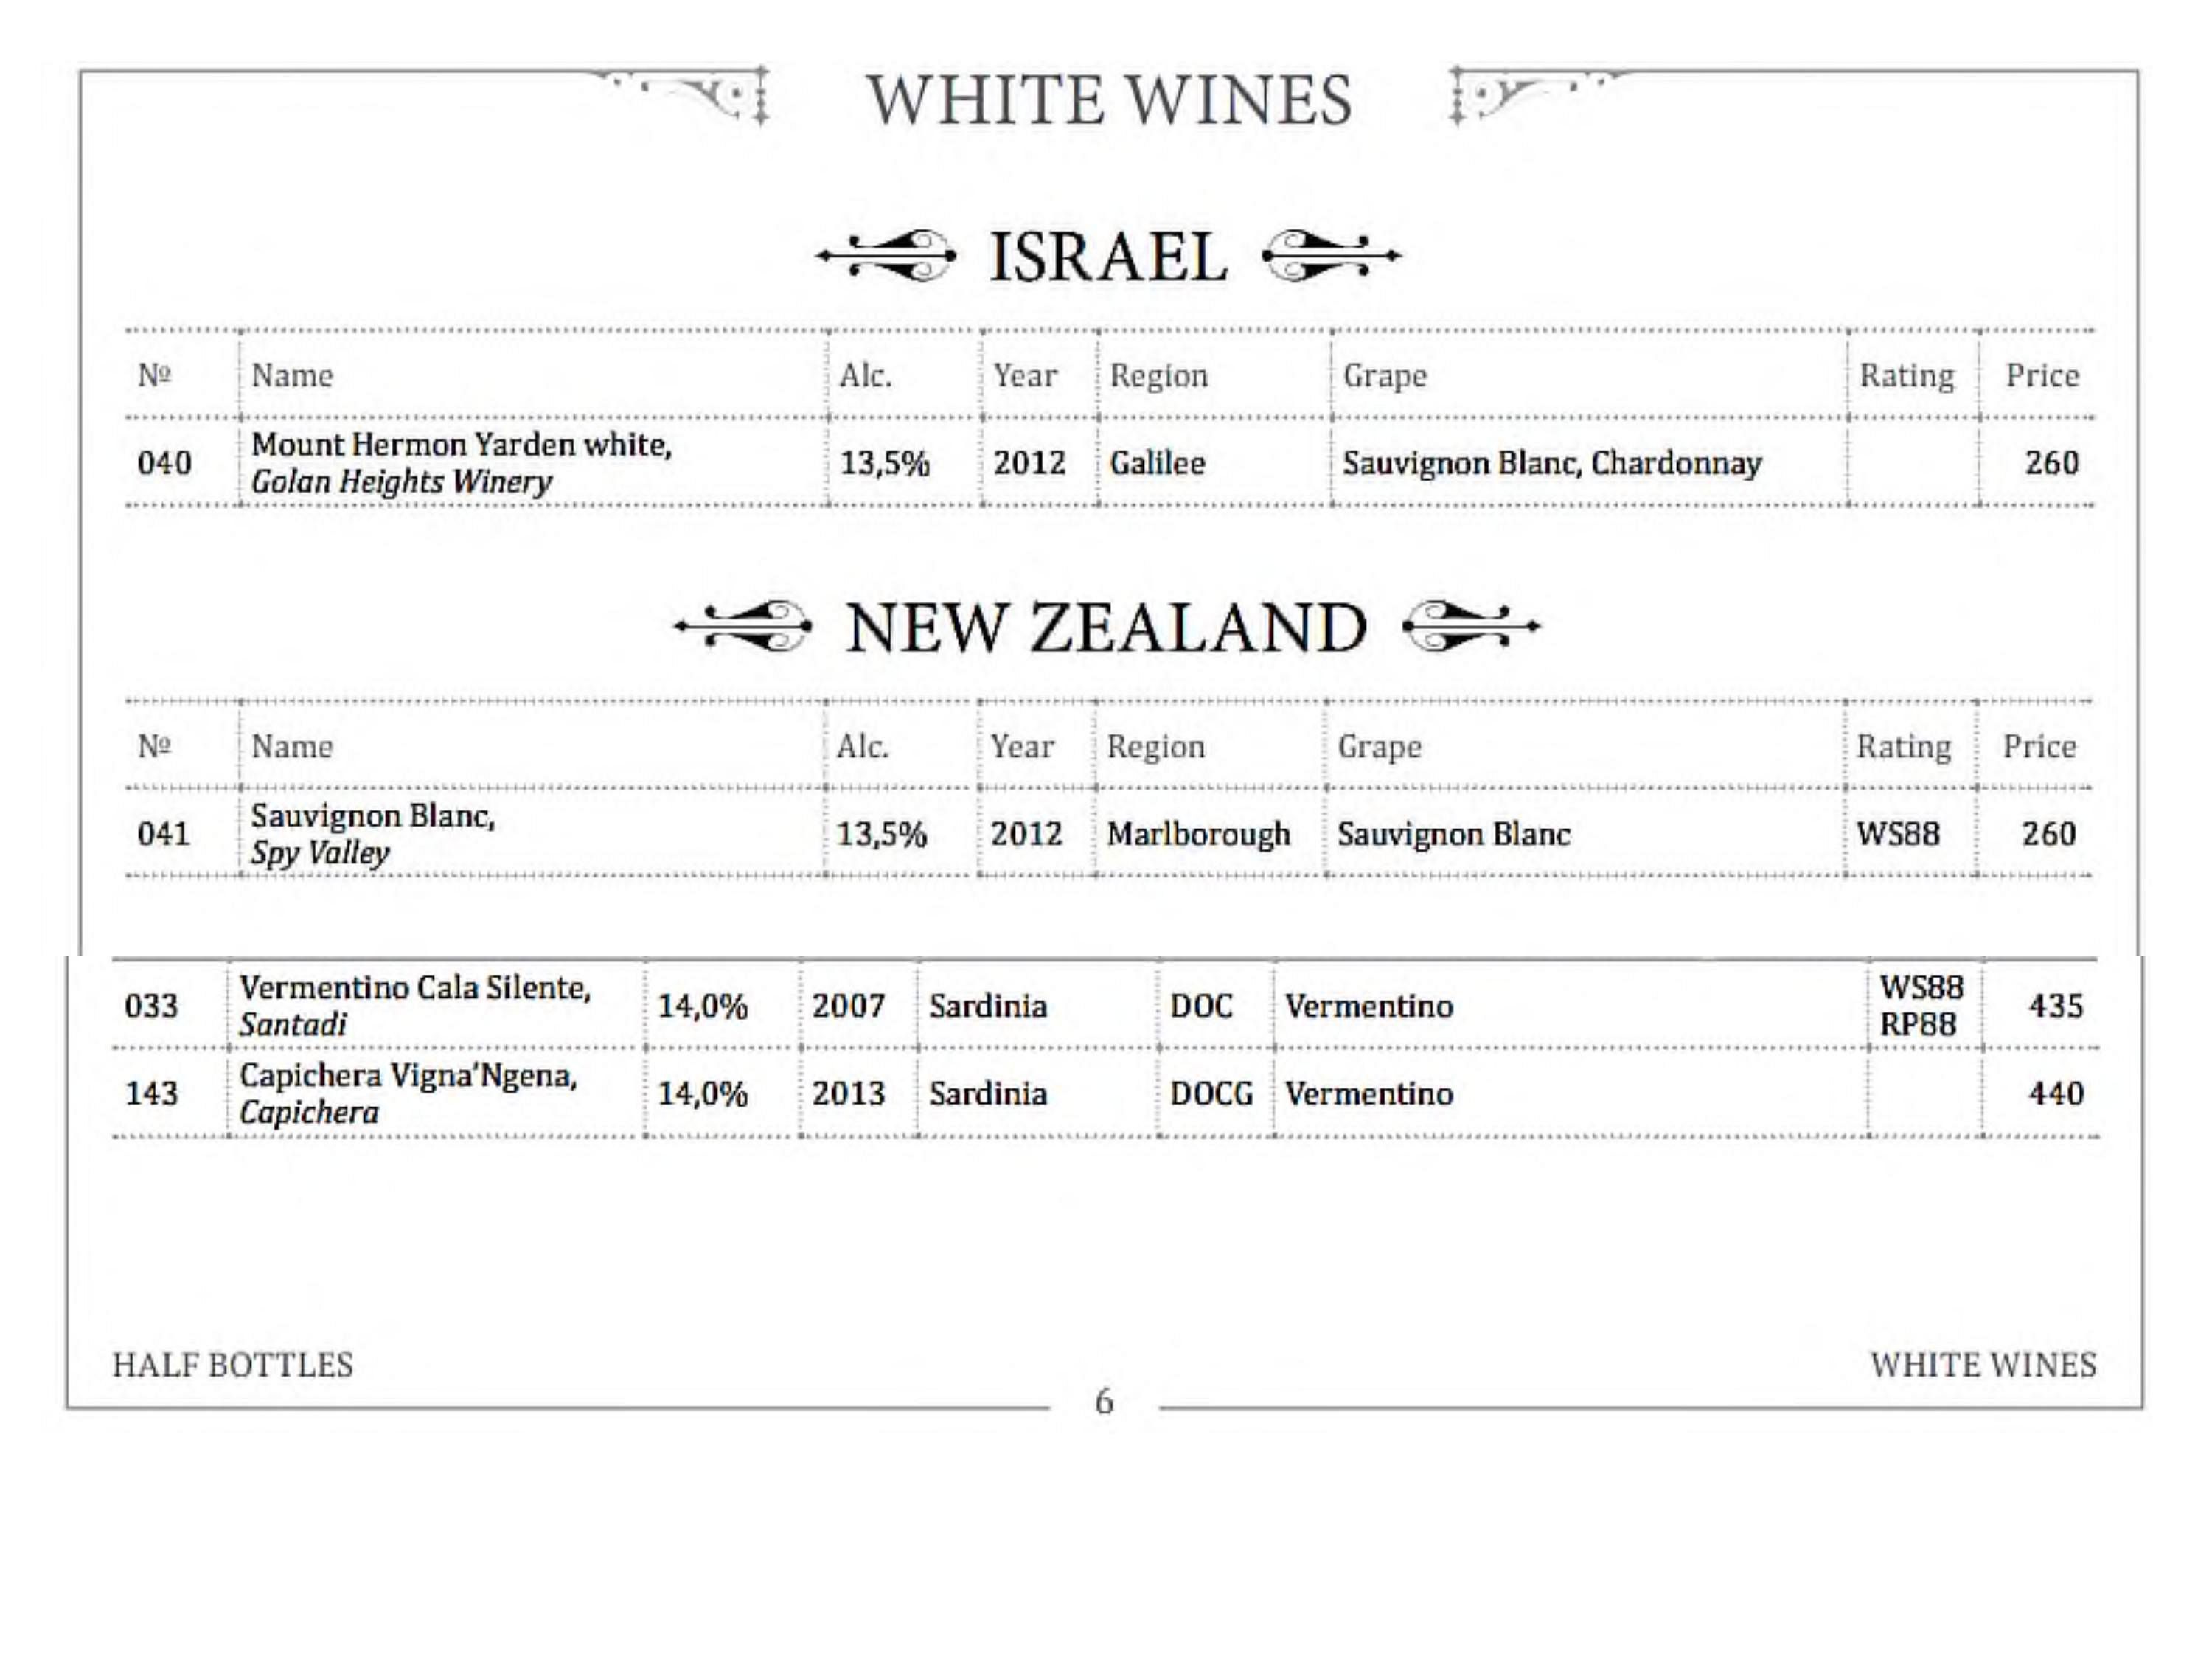 WHITE WINES
ISRAEL
Nº Name Alc. Year Region Grape Rating Price
040 Mount Hermon Yarden white, 13,5% 2012 Galilee Sauvignon Blanc, Chardonnay 260
Golan Heights Winery
NEW ZEALAND
Nº Name Alc. Year Region Grape Rating Price
041 Sauvignon Blanc, 13,5% 2012 Marlborough Sauvignon Blanc WS88 260
Spy Valley
033 Vermentino Cala Silente, 14,0% 2007 Sardinia DOC Vermentino WS88 435
Santadi RP88
143 Capichera Vigna'Ngena, 14,0% 2013 Sardinia DOCG Vermentino 440
Capichera
HALF BOTTLES WHITE WINES
6